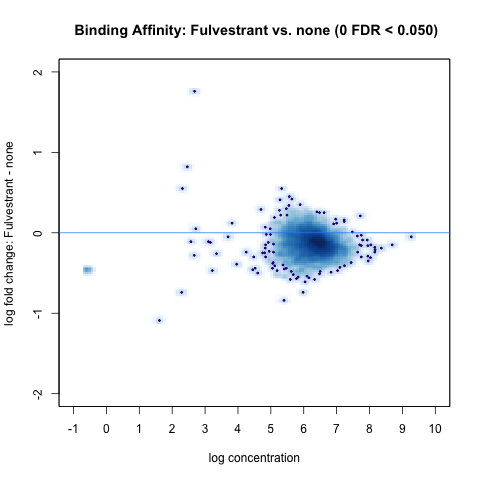 Binding Affinity: Fulvestrant vs. none (0 FDR < 0.050)
log fold change: Fulvestrant - none
2
1
0
-1
-2
-1 0 1 2 3 4 5 6 7 8 9 10
log concentration